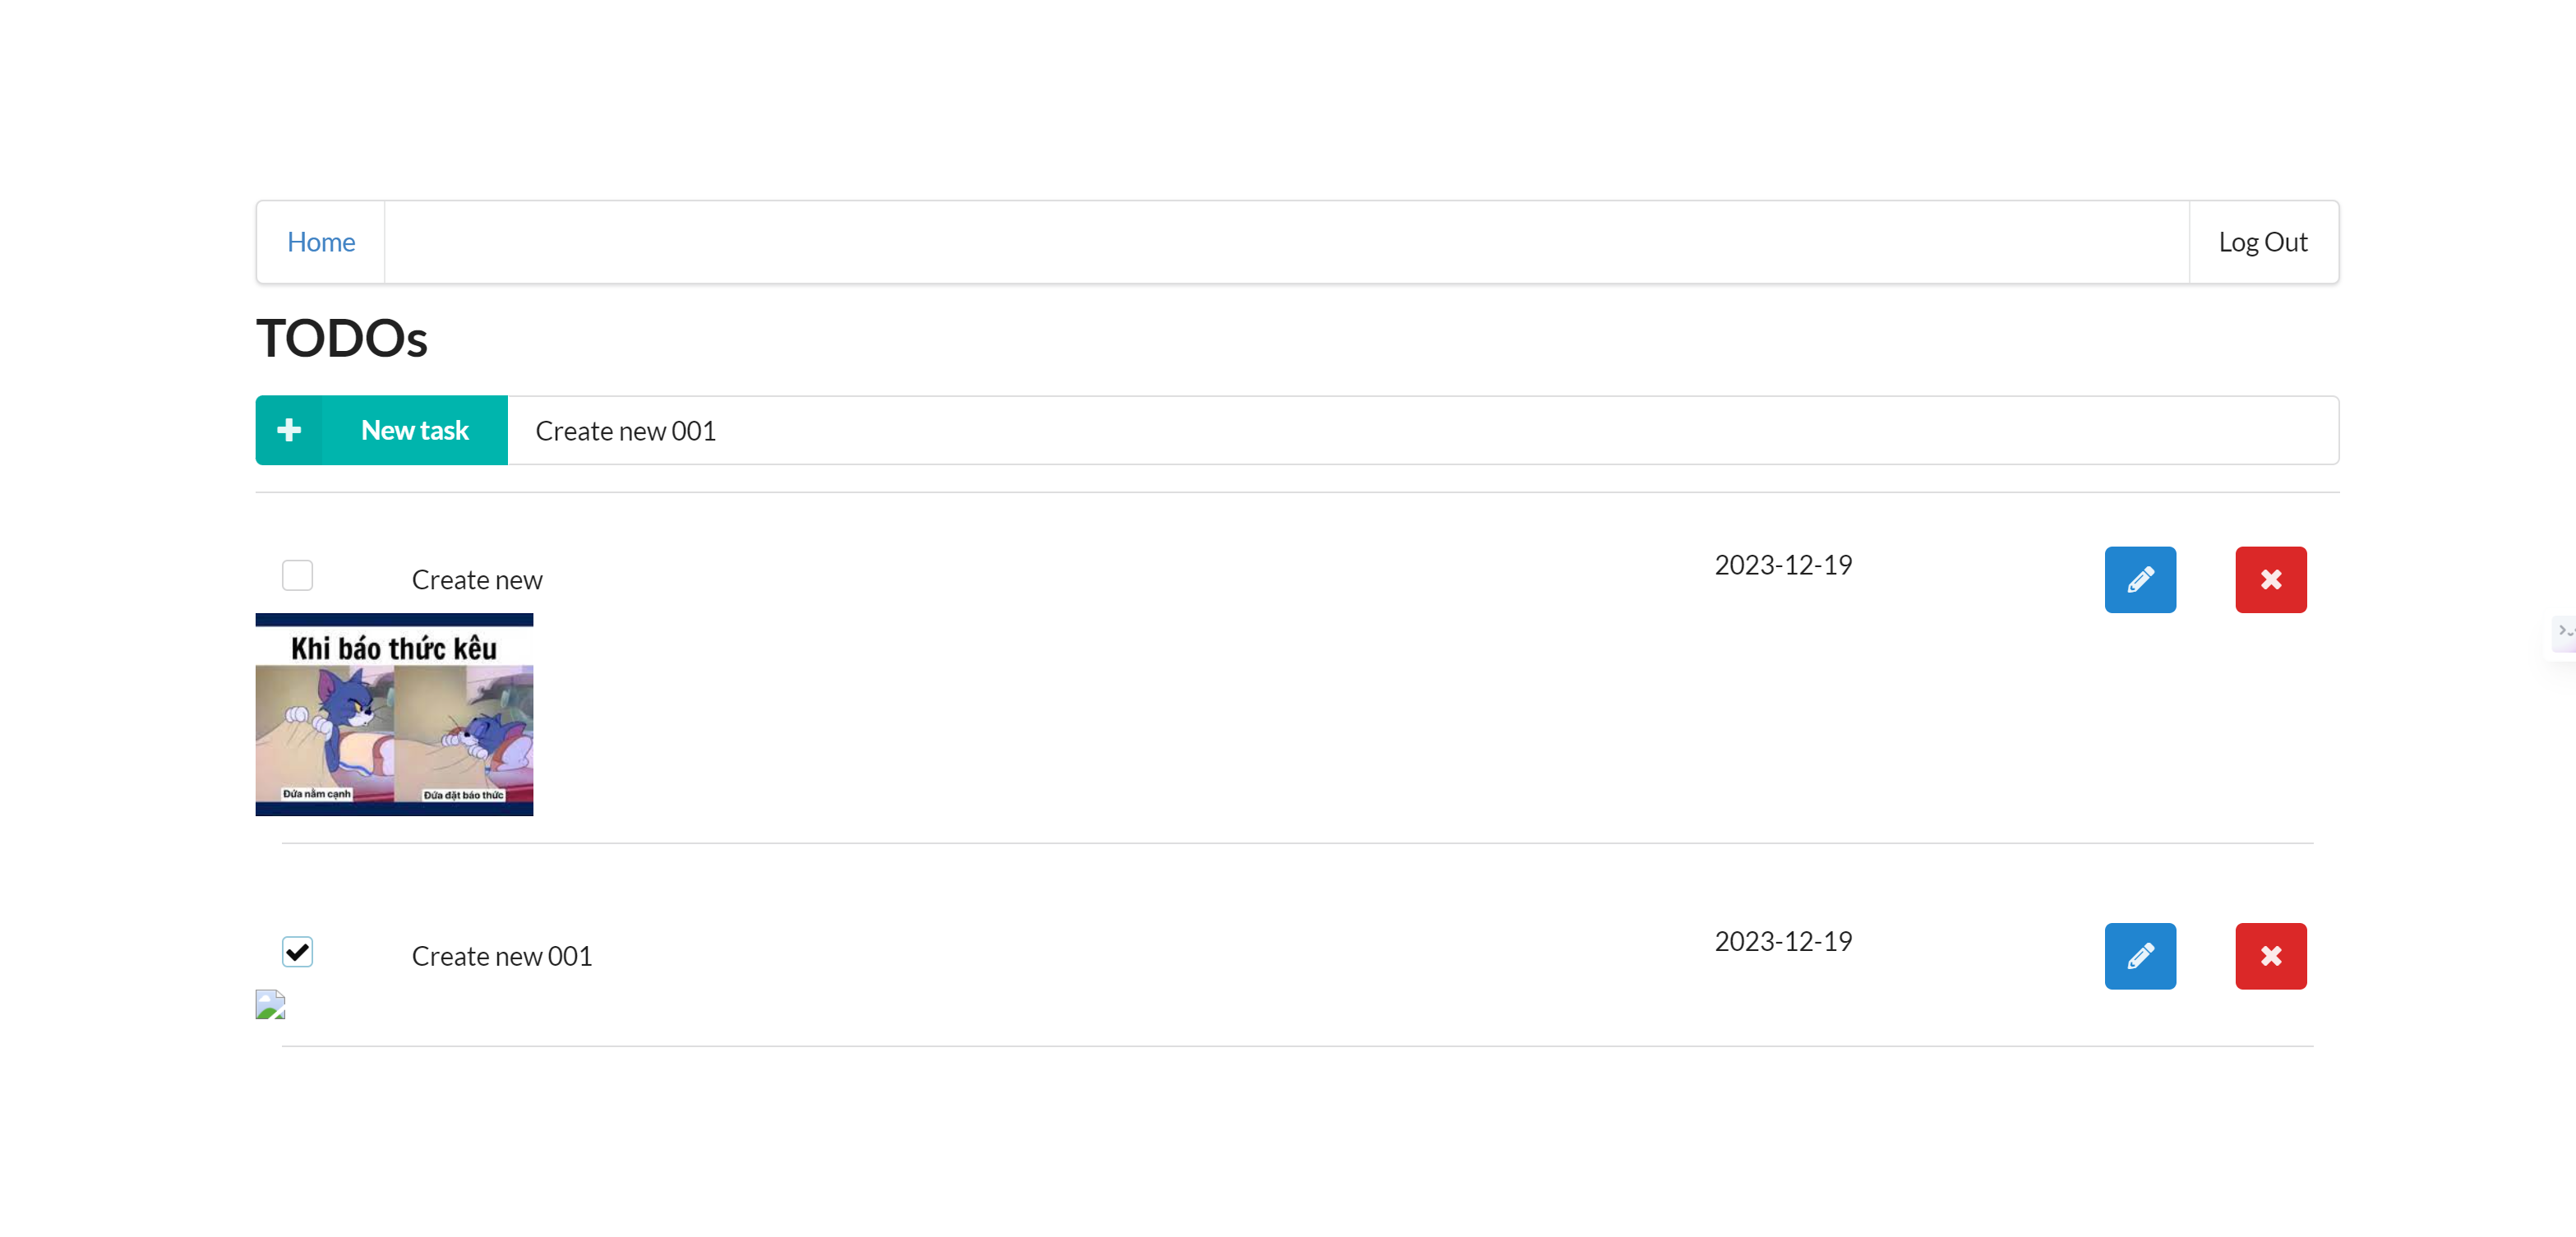 Home
Log Out
TODOs
New task
Create new 001
Create new
2023-12-19
Khi báo thức kêu
Đứa nằm cạnh
Đứa đặt báo thức
Create new 001
2023-12-19